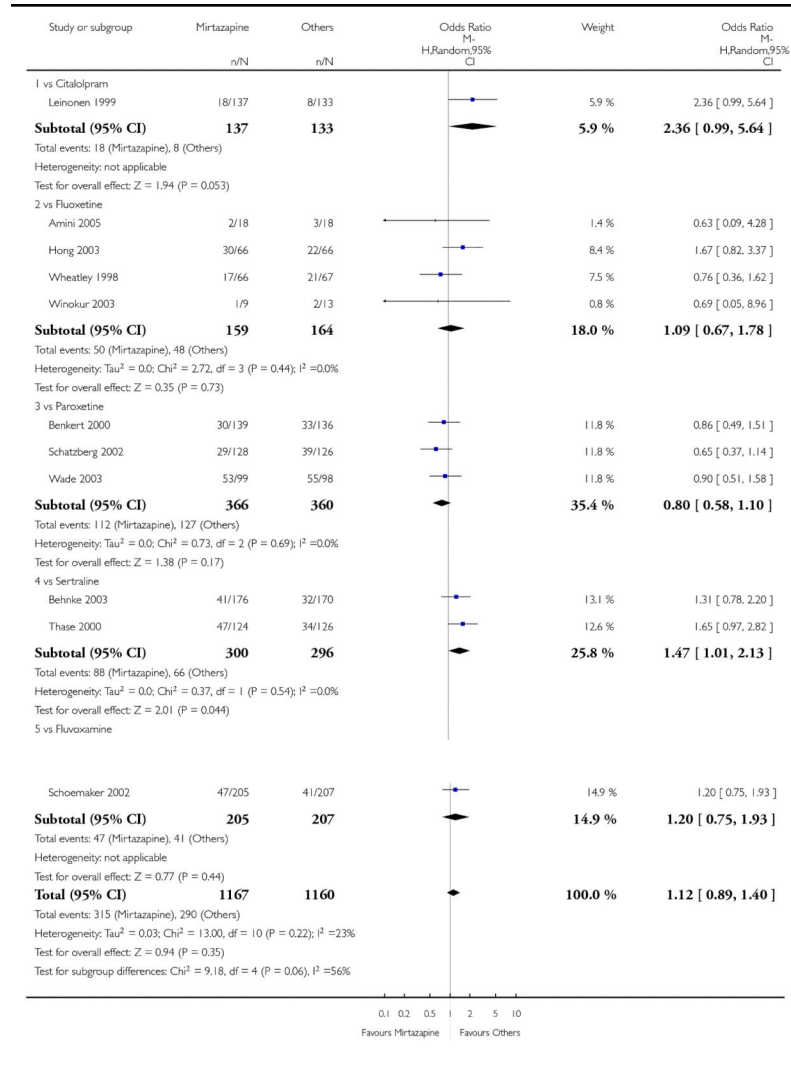 Study or subgroup Mirtazapine Others Odds Ratio Weight Odds Ratio
M- M-
H,Random,95% H,Random,95%
n/N n/N CI CI
1 vs Citalolpram
Leinonen 1999 18/137 8/133 5.9 % 2.36 [ 0.99, 5.64 ]
Subtotal (95% CI) 137 133 5.9 % 2.36 [ 0.99, 5.64 ]
Total events: 18 (Mirtazapine), 8 (Others)
Heterogeneity: not applicable
Test for overall effect: Z = 1.94 (P = 0.053)
2 vs Fluoxetine
Amini 2005 2/18 3/18 1.4 % 0.63 [ 0.09, 4.28 ]
Hong 2003 30/66 22/66 8.4 % 1.67 [ 0.82, 3.37 ]
Wheatley 1998 17/66 21/67 7.5 % 0.76 [ 0.36, 1.62 ]
Winokur 2003 1/9 2/13 0.8 % 0.69 [ 0.05, 8.96 ]
Subtotal (95% CI) 159 164 18.0 % 1.09 [ 0.67, 1.78 ]
Total events: 50 (Mirtazapine), 48 (Others)
Heterogeneity: Tau² = 0.0; Chi² = 2.72, df = 3 (P = 0.44); I² =0.0%
Test for overall effect: Z = 0.35 (P = 0.73)
3 vs Paroxetine
Benkert 2000 30/139 33/136 11.8 % 0.86 [ 0.49, 1.51 ]
Schatzberg 2002 29/128 39/126 11.8 % 0.65 [ 0.37, 1.14 ]
Wade 2003 53/99 55/98 11.8 % 0.90 [ 0.51, 1.58 ]
Subtotal (95% CI) 366 360 35.4 % 0.80 [ 0.58, 1.10 ]
Total events: 112 (Mirtazapine), 127 (Others)
Heterogeneity: Tau² = 0.0; Chi² = 0.73, df = 2 (P = 0.69); I² =0.0%
Test for overall effect: Z = 1.38 (P = 0.17)
4 vs Sertraline
Behnke 2003 41/176 32/170 13.1 % 1.31 [ 0.78, 2.20 ]
Thase 2000 47/124 34/126 12.6 % 1.65 [ 0.97, 2.82 ]
Subtotal (95% CI) 300 296 25.8 % 1.47 [ 1.01, 2.13 ]
Total events: 88 (Mirtazapine), 66 (Others)
Heterogeneity: Tau² = 0.0; Chi² = 0.37, df = 1 (P = 0.54); I² =0.0%
Test for overall effect: Z = 2.01 (P = 0.044)
5 vs Fluvoxamine
Schoemaker 2002 47/205 41/207 14.9 % 1.20 [ 0.75, 1.93 ]
Subtotal (95% CI) 205 207 14.9 % 1.20 [ 0.75, 1.93 ]
Total events: 47 (Mirtazapine), 41 (Others)
Heterogeneity: not applicable
Test for overall effect: Z = 0.77 (P = 0.44)
Total (95% CI) 1167 1160 100.0 % 1.12 [ 0.89, 1.40 ]
Total events: 315 (Mirtazapine), 290 (Others)
Heterogeneity: Tau² = 0.03; Chi² = 13.00, df = 10 (P = 0.22); I² =23%
Test for overall effect: Z = 0.94 (P = 0.35)
Test for subgroup differences: Chi² = 9.18, df = 4 (P = 0.06), I² =56%
0.1 0.2 0.5 1 2 5 10
Favours Mirtazapine Favours Others